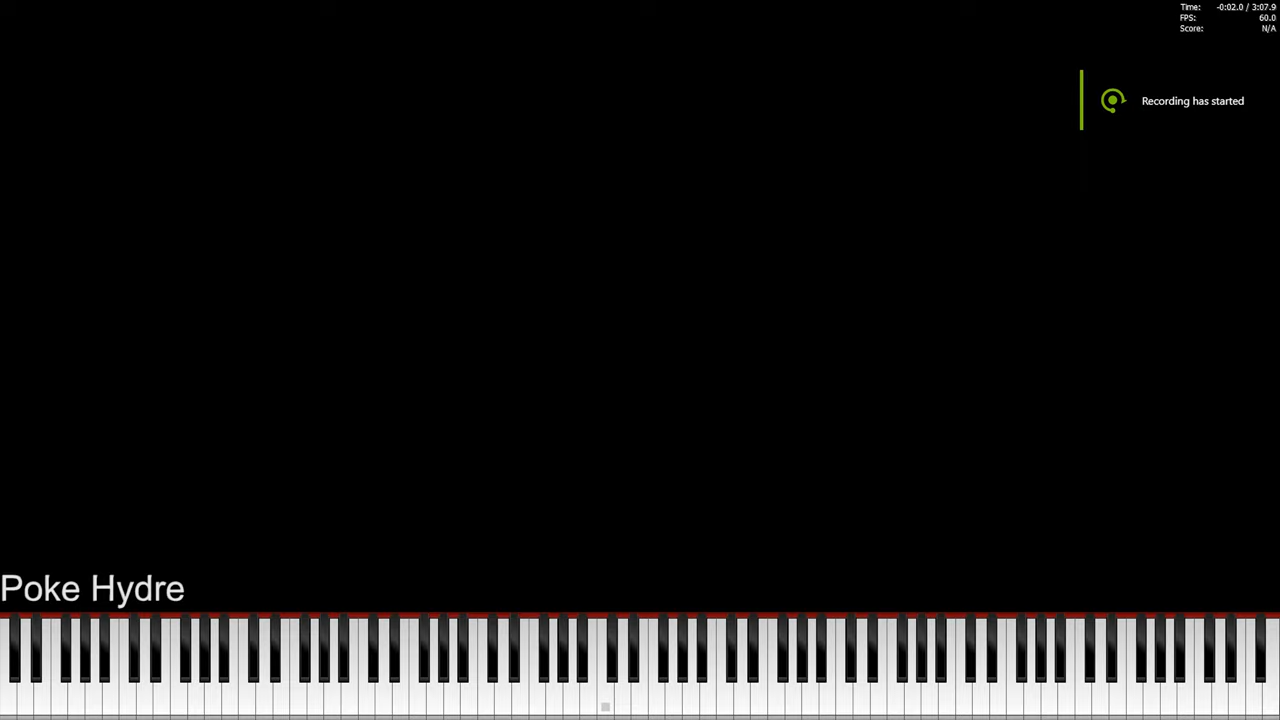 Time: -0:02.0 / 3:07.9
FPS: 60.0
Score: N/A
Recording has started
Poke Hydre